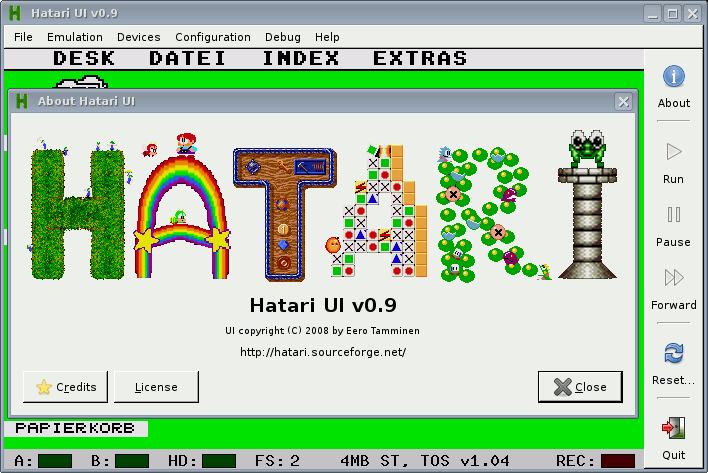 Hatari UI v0.9
File Emulation Devices Configuration Debug Help
DESK DATEI INDEX EXTRAS
About Hatari UI
HATARI
Hatari UI v0.9
UI copyright (C) 2008 by Eero Tamminen
http://hatari.sourceforge.net/
Credits License Close
PAPIERKORB
A: B: HD: FS: 2 4MB ST, TOS v1.04 REC:
About
Run
Pause
Forward
Reset...
Quit